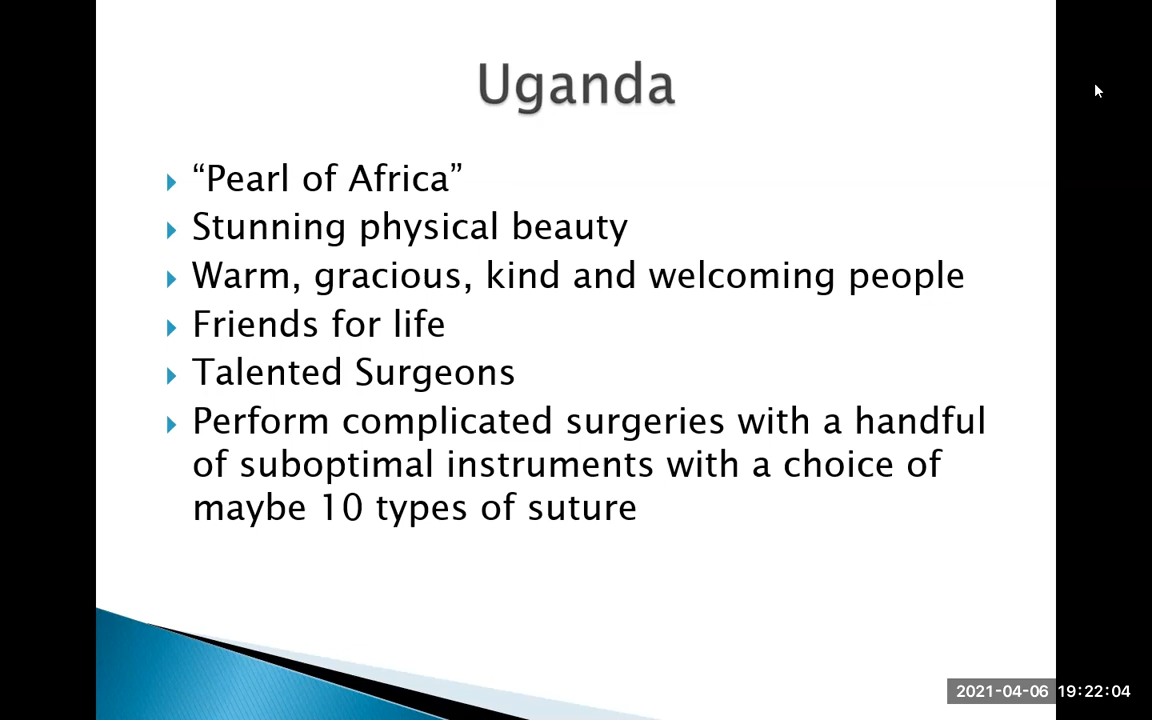 Uganda
“Pearl of Africa”
Stunning physical beauty
Warm, gracious, kind and welcoming people
Friends for life
Talented Surgeons
Perform complicated surgeries with a handful
of suboptimal instruments with a choice of
maybe 10 types of suture
2021-04-06 19:22:04